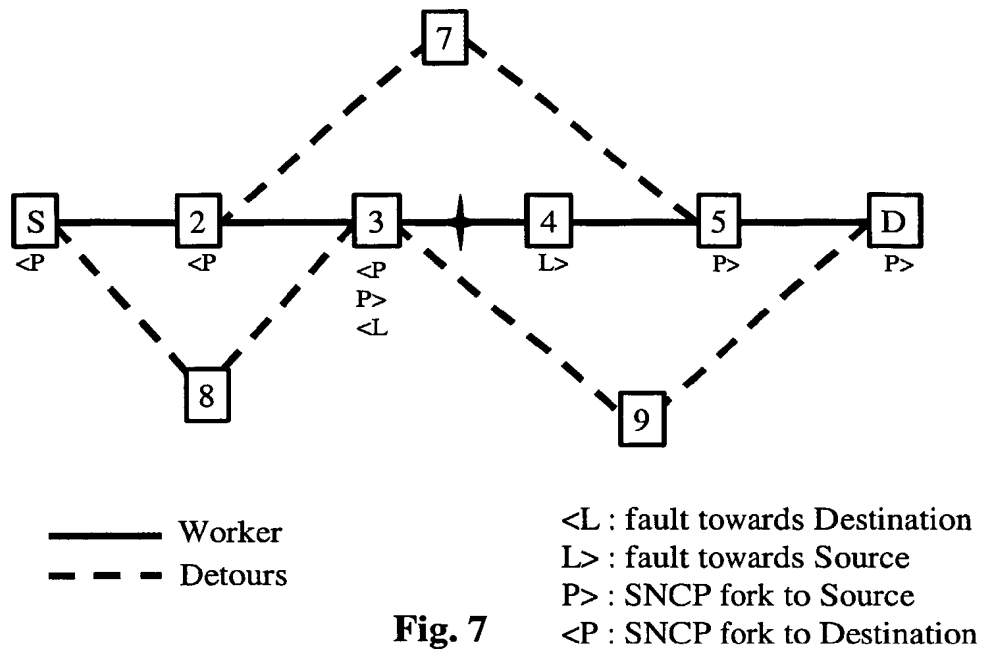 7
S
2
3
4
5
D
<P
<P
<P
P>
<L
L>
P>
P>
8
9
Worker
Detours
<L : fault towards Destination
L> : fault towards Source
P> : SNCP fork to Source
<P : SNCP fork to Destination
Fig. 7